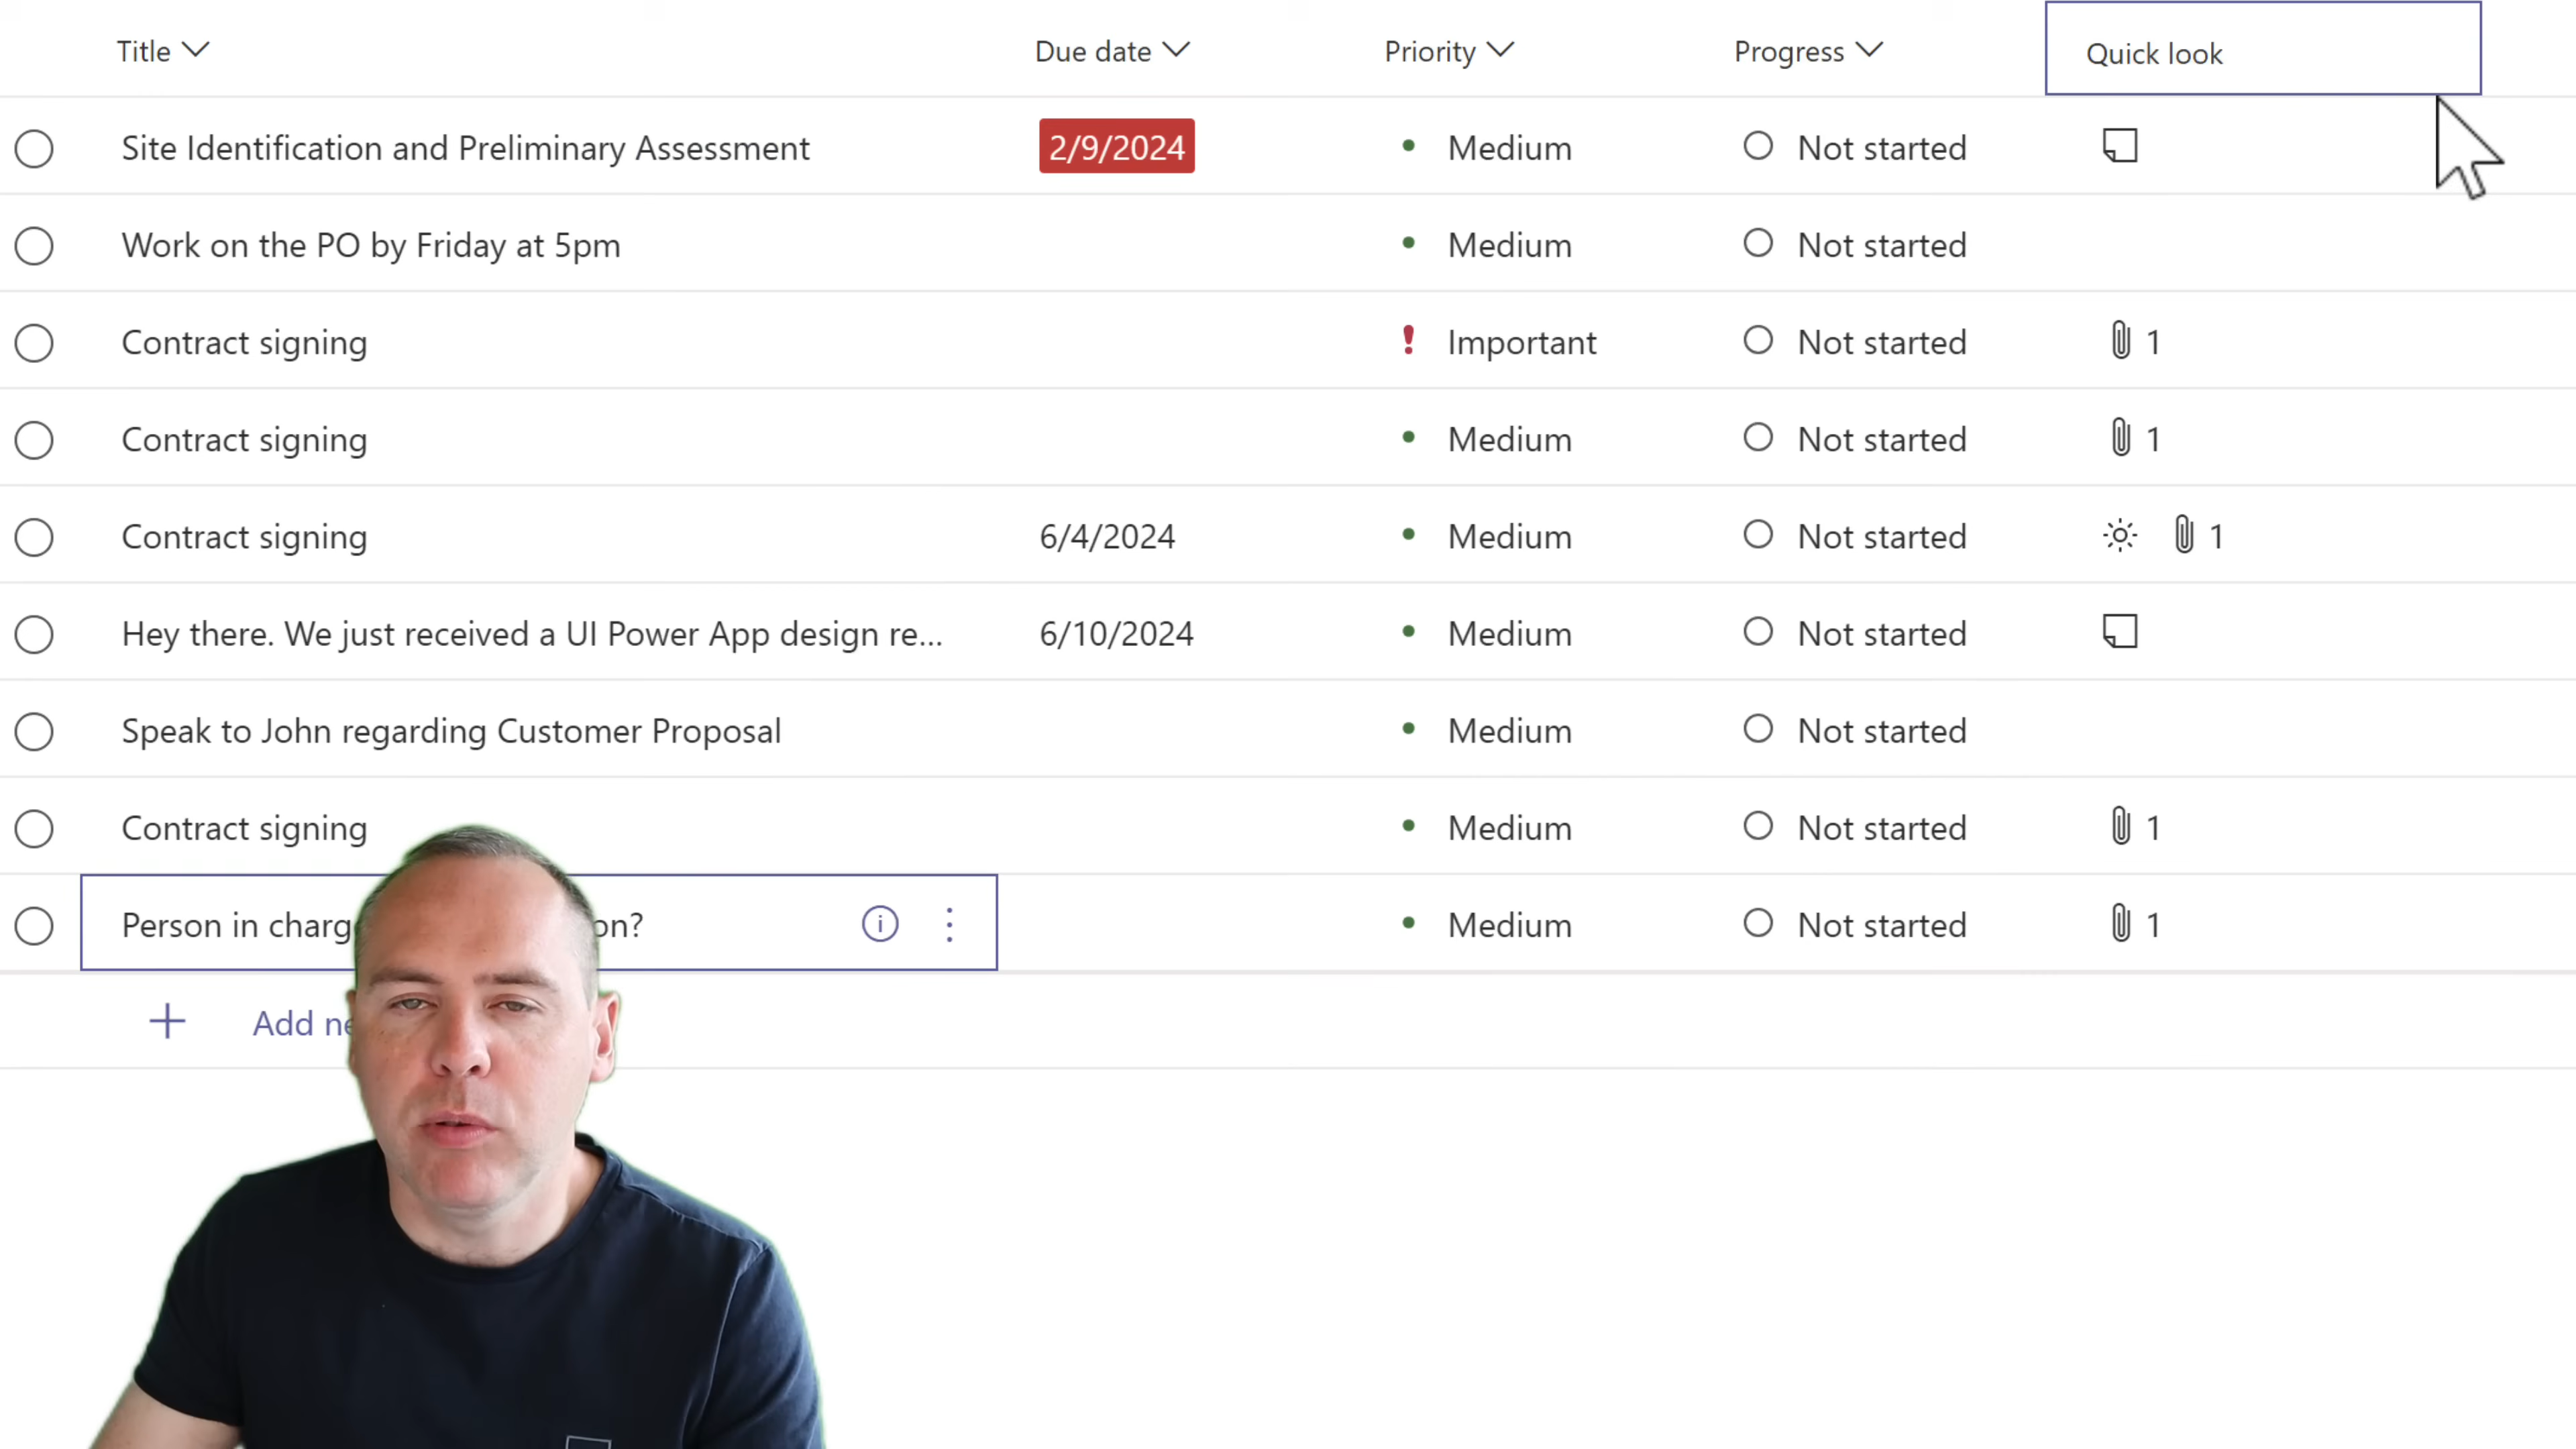 Title Due date Priority Progress Quick look
Site Identification and Preliminary Assessment 2/9/2024 Medium Not started
Work on the PO by Friday at 5pm Medium Not started
Contract signing Important Not started 1
Contract signing Medium Not started 1
Contract signing 6/4/2024 Medium Not started 1
Hey there. We just received a UI Power App design re... 6/10/2024 Medium Not started
Speak to John regarding Customer Proposal Medium Not started
Contract signing Medium Not started 1
Person in Medium Not started 1
Add